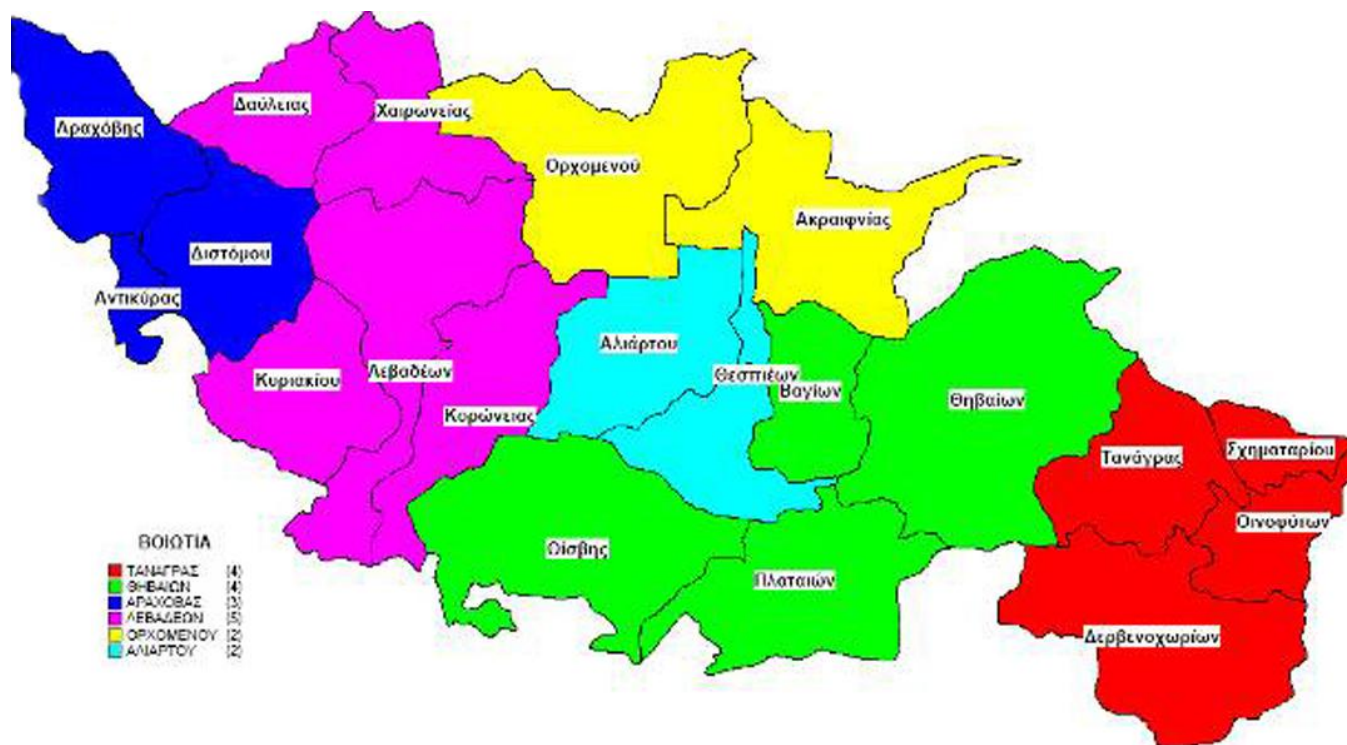 Δαύλειας
Χαιρωνείας
Αραχόβης
Ορχομενού
Ακραιφνίας
Διστόμου
Αντικύρας
Αλιάρτου
Λεβαδέων
Θεσπιέων
Κυριακίου
Βαγίων
Θηβαίων
Κορώνειας
Τανάγρας
Σχηματαρίου
Οινοφύτων
Θίσβης
Πλαταιών
Δερβενοχωρίων
ΒΟΙΩΤΙΑ
ΤΑΝΑΓΡΑΣ (4)
ΘΗΒΑΙΩΝ (4)
ΑΡΑΧΟΒΑΣ (3)
ΛΕΒΑΔΕΩΝ (5)
ΟΡΧΟΜΕΝΟΥ (2)
ΑΛΙΑΡΤΟΥ (2)